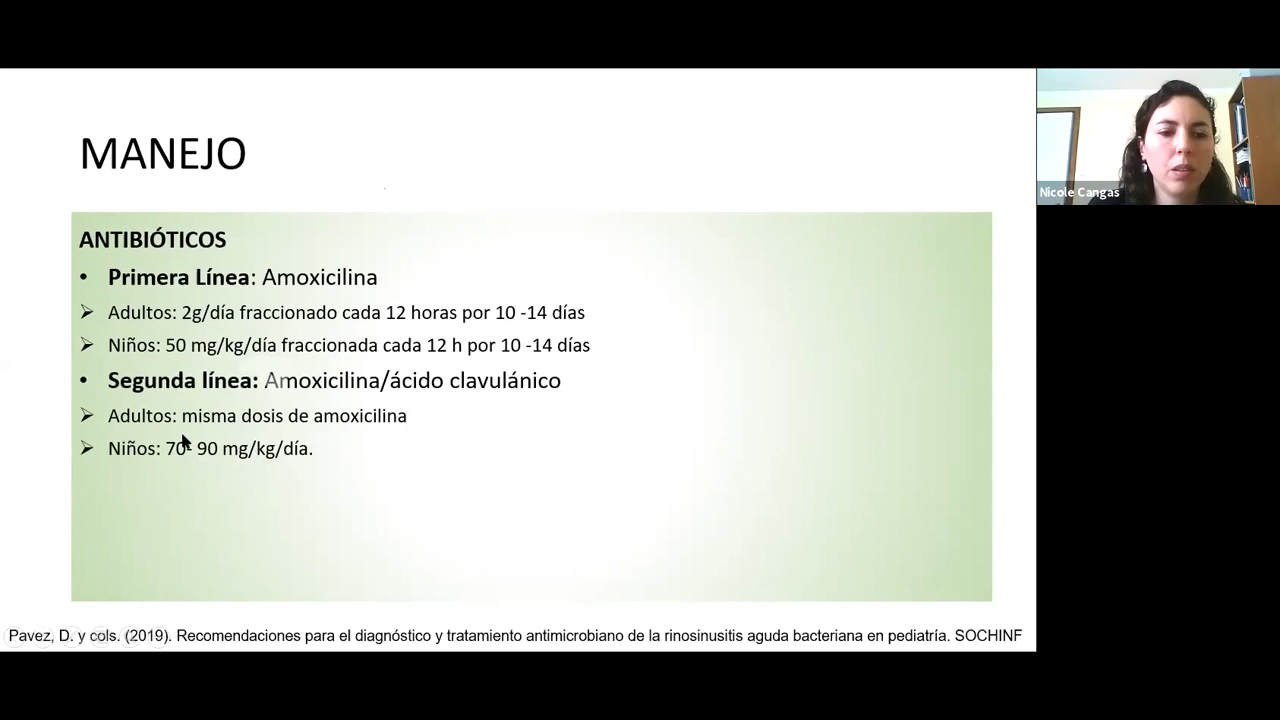 MANEJO
ANTIBIÓTICOS
• Primera Línea: Amoxicilina
➢ Adultos: 2g/día fraccionado cada 12 horas por 10 -14 días
➢ Niños: 50 mg/kg/día fraccionada cada 12 h por 10 -14 días
• Segunda línea: Amoxicilina/ácido clavulánico
➢ Adultos: misma dosis de amoxicilina
➢ Niños: 70- 90 mg/kg/día.
Pavez, D. y cols. (2019). Recomendaciones para el diagnóstico y tratamiento antimicrobiano de la rinosinusitis aguda bacteriana en pediatría. SOCHINF
Nicole Cangas